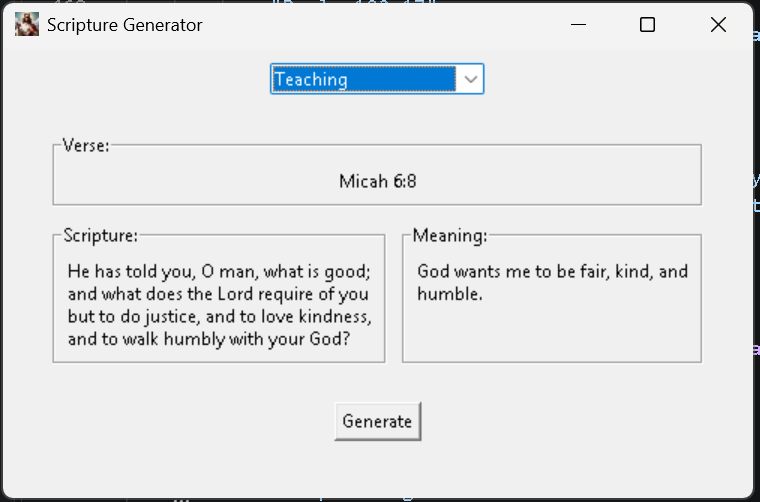 Scripture Generator
Teaching
Verse:
Micah 6:8
Scripture:
He has told you, O man, what is good;
and what does the Lord require of you
but to do justice, and to love kindness,
and to walk humbly with your God?
Meaning:
God wants me to be fair, kind, and
humble.
Generate